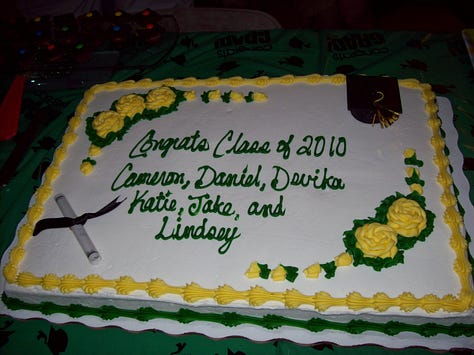 Congrats Class of 2010
Cameron, Daniel, Devika
Katie, Jake, and
Lindsey